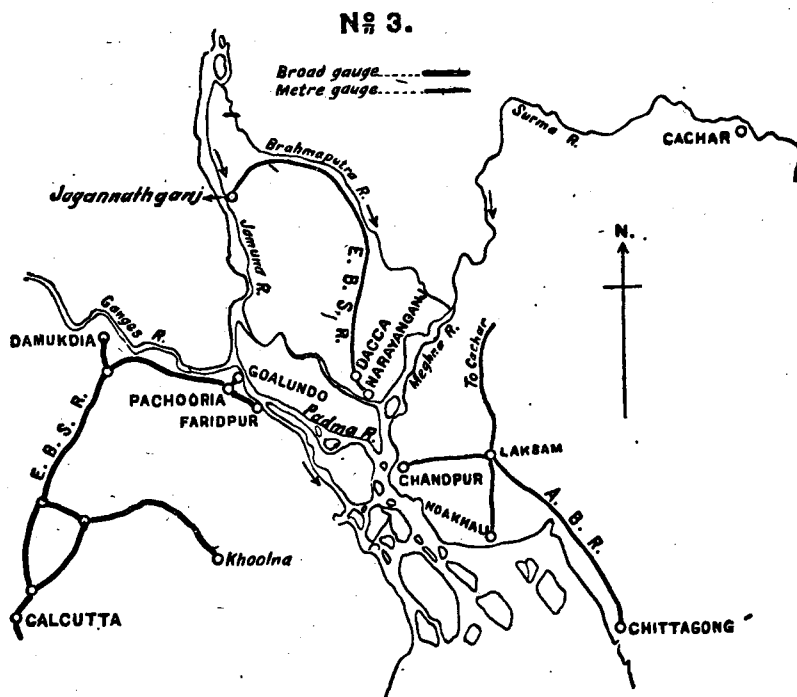 No 3.
Broad gauge
Metre gauge
Surma R.
CACHAR
Brahmaputra R.
Jagannathganj
Jamuna R.
N.
E. B. S. R.
Ganges R.
DAMUKDIA
DACCA
NARAYANGANJ
Meghna R.
To Cachar
GOALUNDO
PACHOORIA
FARIDPUR
Padma R.
E. B. S. R.
LAKSAM
CHANDPUR
NOAKHALI
A. B. R.
Khoolna
CALCUTTA
CHITTAGONG